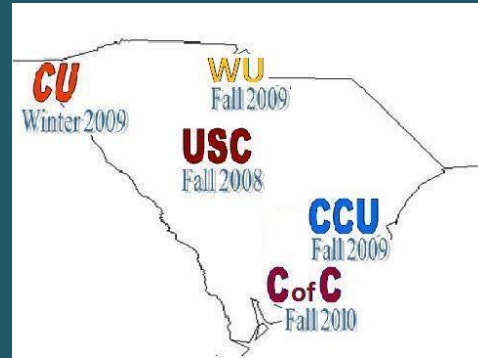 CU
Winter 2009
WU
Fall 2009
USC
Fall 2008
CCU
Fall 2009
C of C
Fall 2010